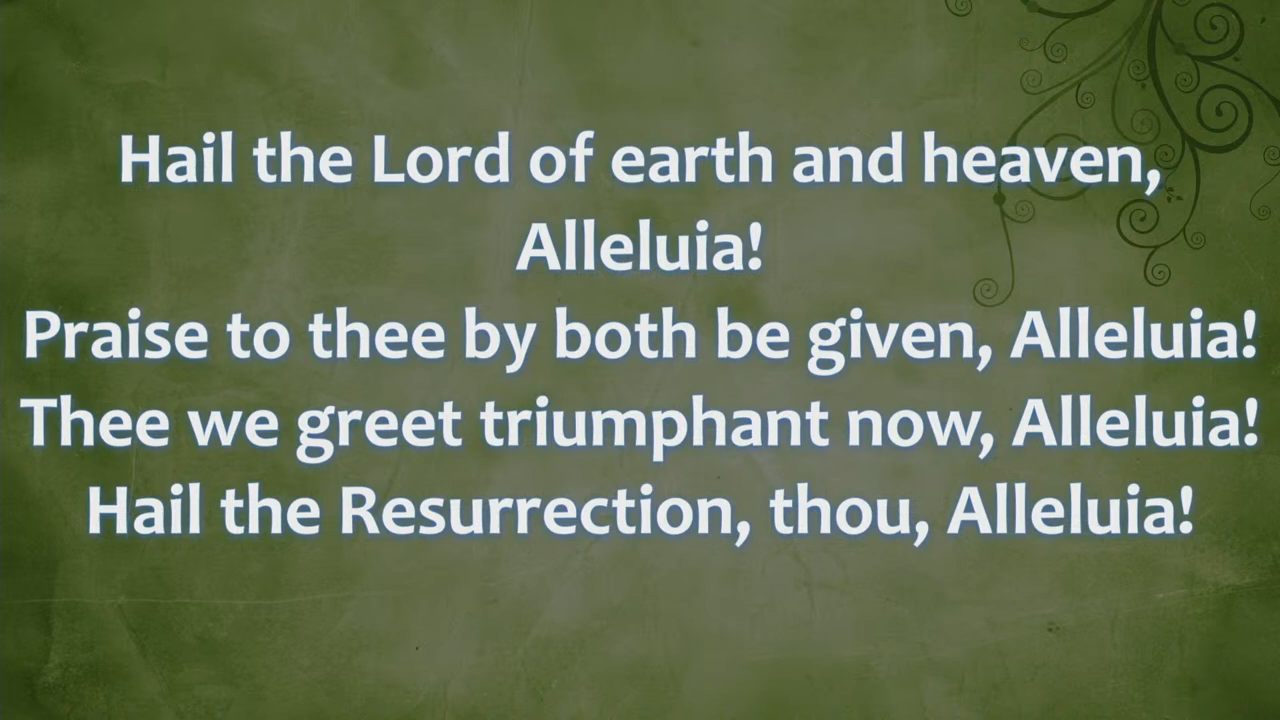 Hail the Lord of earth and heaven,
Alleluia!
Praise to thee by both be given, Alleluia!
Thee we greet triumphant now, Alleluia!
Hail the Resurrection, thou, Alleluia!